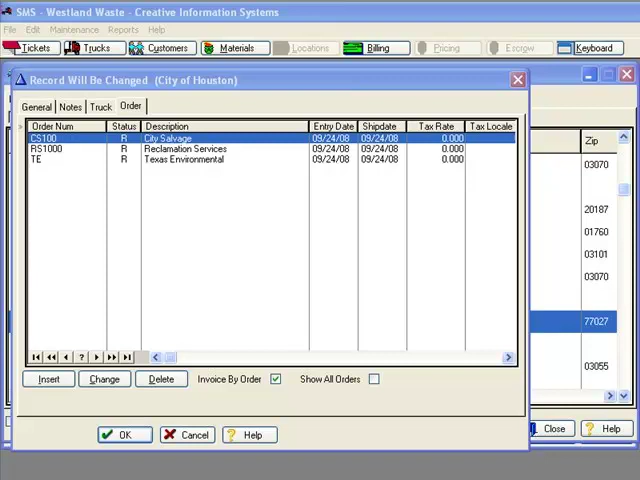 SMS - Westland Waste - Creative Information Systems
File Edit Maintenance Reports Help
Tickets Trucks Customers Materials Locations Billing Pricing Escrow Keyboard
Record Will Be Changed (City of Houston)
General Notes Truck Order
Order Num Status Description Entry Date Shipdate Tax Rate Tax Locale
CS100 R City Salvage 09/24/08 09/24/08 0.000
RS1000 R Reclamation Services 09/24/08 09/24/08 0.000
TE R Texas Environmental 09/24/08 09/24/08 0.000
Zip
03070
20187
01760
03101
03070
77027
03055
?
Insert Change Delete Invoice By Order Show All Orders
OK Cancel ? Help
Close ? Help